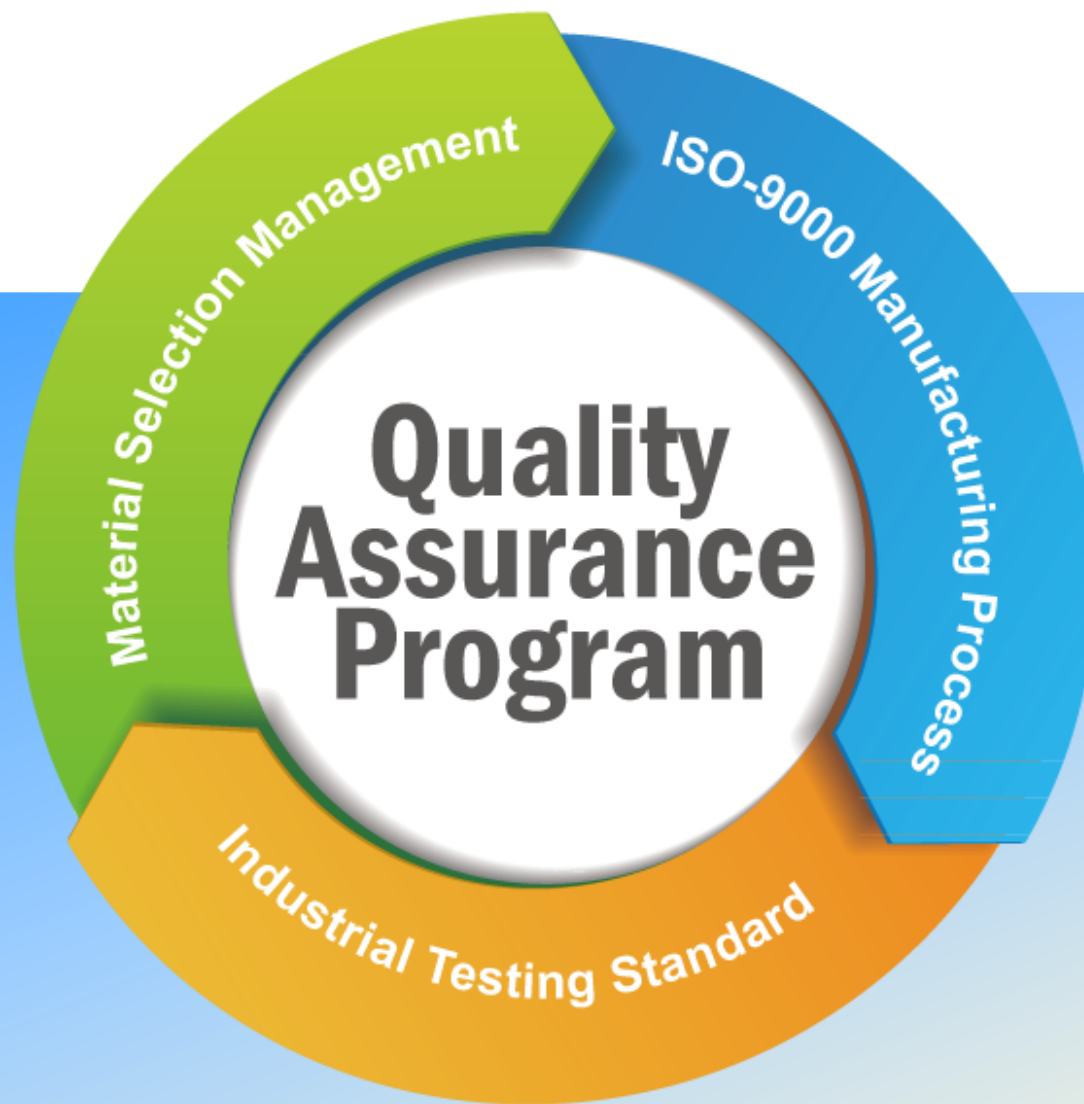 Material Selection Management
ISO-9000 Manufacturing Process
Quality
Assurance
Program
Industrial Testing Standard